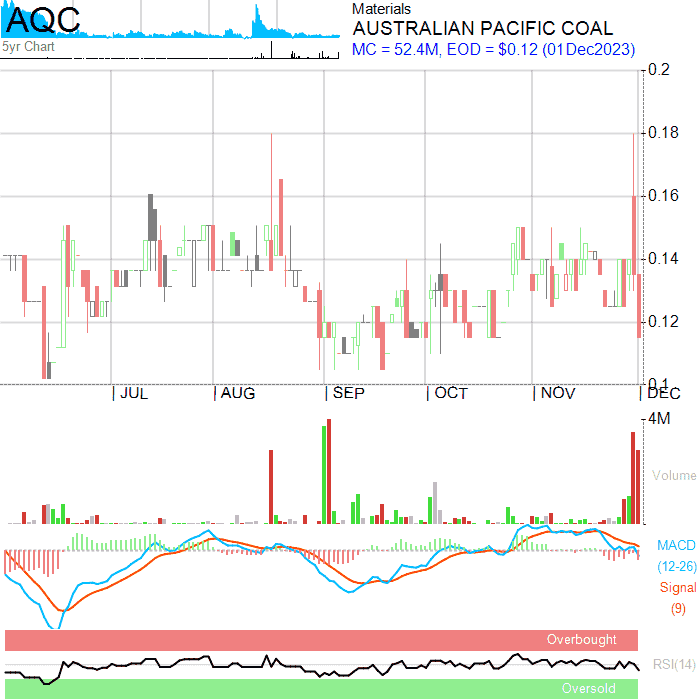 AQC
5yr Chart
Materials
AUSTRALIAN PACIFIC COAL
MC = 52.4M, EOD = $0.12 (01Dec2023)
0.2
0.18
0.16
0.14
0.12
0.1
JUL
AUG
SEP
OCT
NOV
DEC
4M
Volume
MACD
(12-26)
Signal
(9)
Overbought
RSI(14)
Oversold